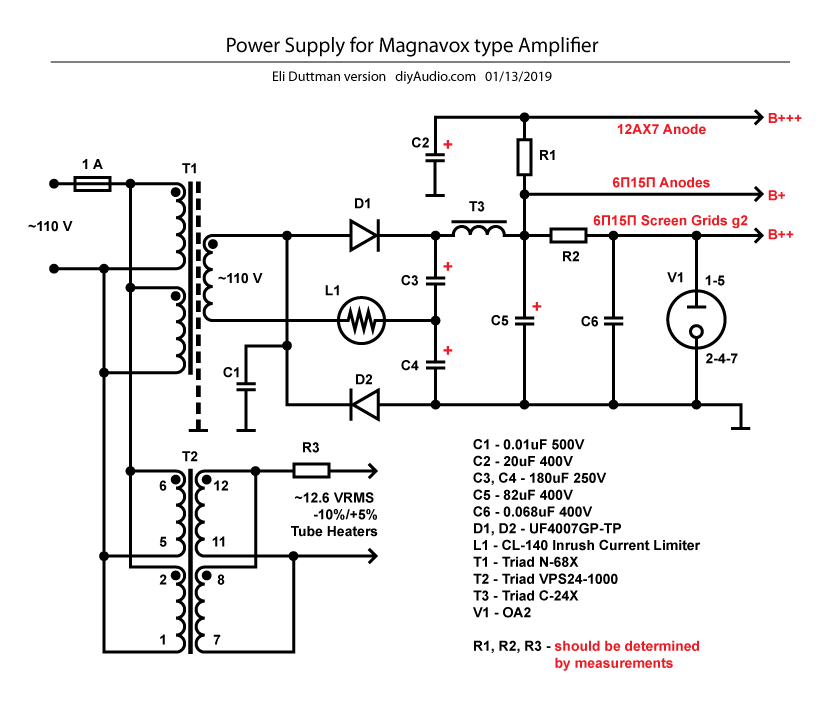 Power Supply for Magnavox type Amplifier
Eli Duttman version diyAudio.com 01/13/2019
B+++
12AX7 Anode
C2 +
R1
1 A
T1
6П15П Anodes
B+
D1
T3
6П15П Screen Grids g2
B++
~110 V
R2
~110 V
C3 +
V1
1-5
L1
C5 +
C6
C4 +
2-4-7
C1
D2
T2
R3
6
12
~12.6 VRMS
-10%/+5%
Tube Heaters
5
11
2
8
1
7
C1 - 0.01uF 500V
C2 - 20uF 400V
C3, C4 - 180uF 250V
C5 - 82uF 400V
C6 - 0.068uF 400V
D1, D2 - UF4007GP-TP
L1 - CL-140 Inrush Current Limiter
T1 - Triad N-68X
T2 - Triad VPS24-1000
T3 - Triad C-24X
V1 - OA2
R1, R2, R3 - should be determined
by measurements